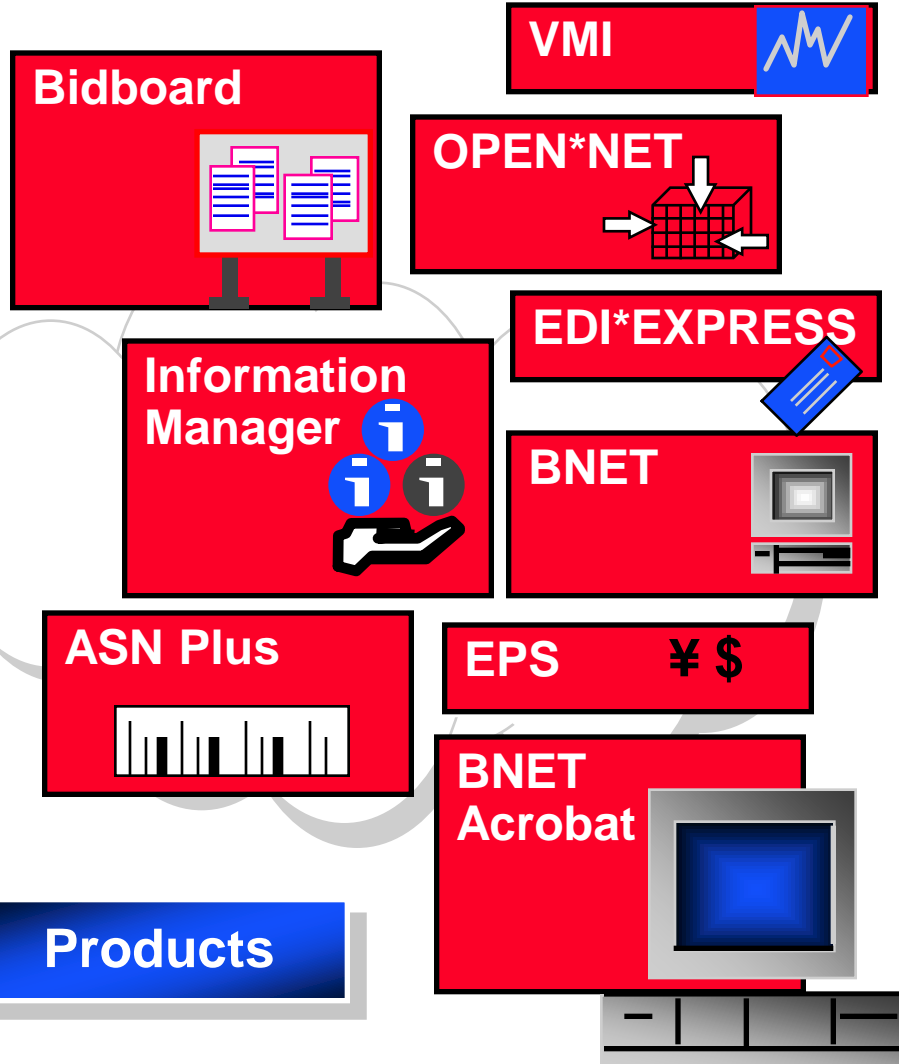 VMI
Bidboard
OPEN*NET
EDI*EXPRESS
Information
Manager
BNET
ASN Plus
EPS ¥ $
BNET
Acrobat
Products